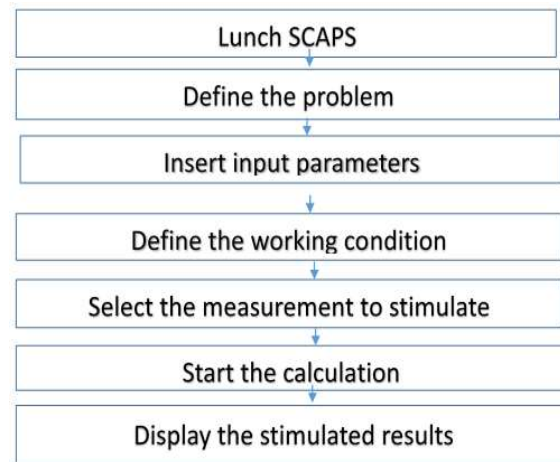 Lunch SCAPS
Define the problem
Insert input parameters
Define the working condition
Select the measurement to stimulate
Start the calculation
Display the stimulated results